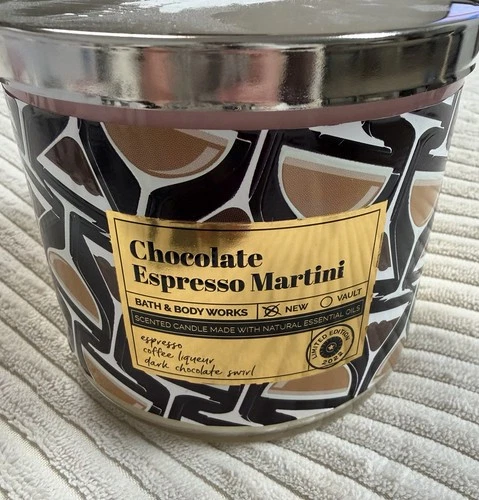 Chocolate
Espresso Martini
BATH & BODY WORKS NEW VAULT
SCENTED CANDLE MADE WITH NATURAL ESSENTIAL OILS
espresso
coffee liqueur
dark chocolate swirl
LIMITED EDITION